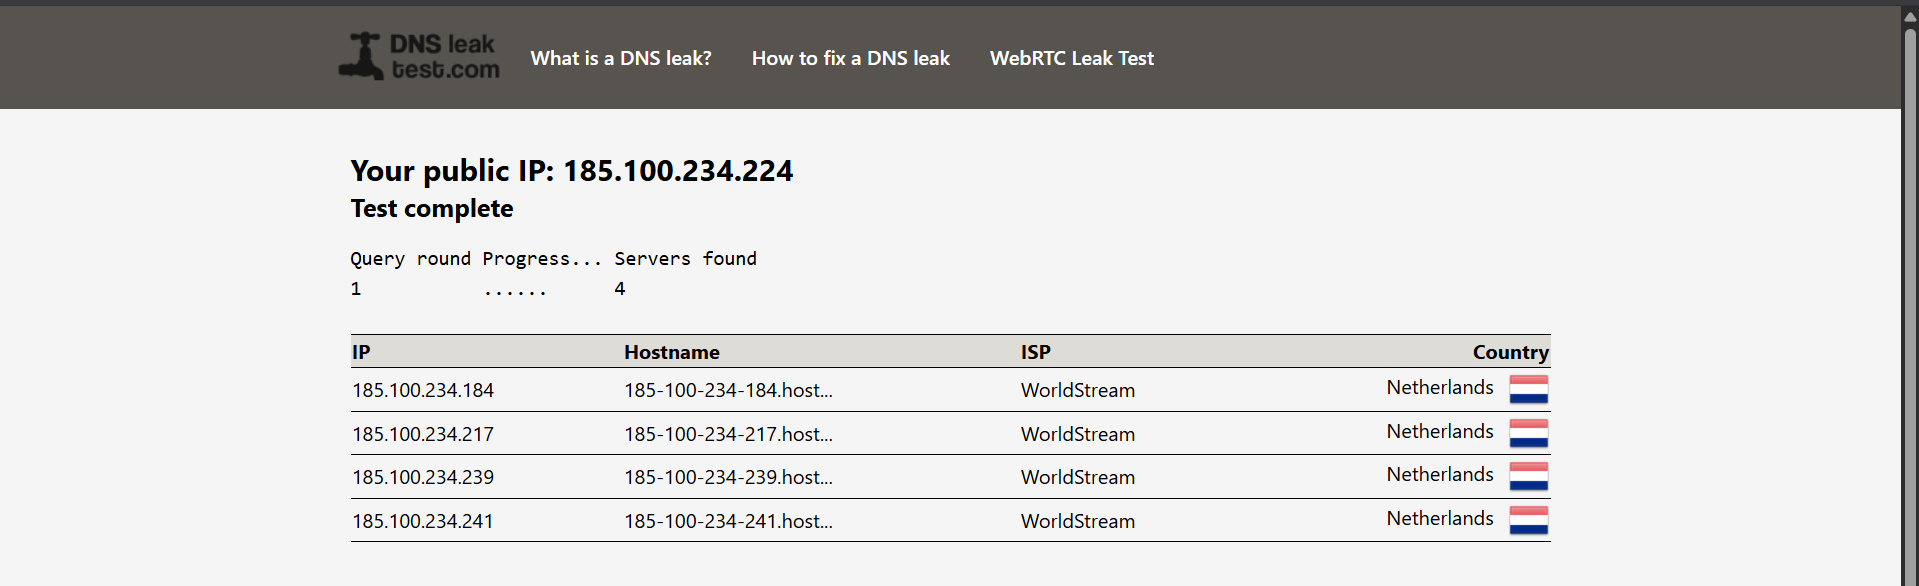 DNS leak
test.com
What is a DNS leak? How to fix a DNS leak WebRTC Leak Test
Your public IP: 185.100.234.224
Test complete
Query round Progress... Servers found
1 ...... 4
IP Hostname ISP Country
185.100.234.184 185-100-234-184.host... WorldStream Netherlands
185.100.234.217 185-100-234-217.host... WorldStream Netherlands
185.100.234.239 185-100-234-239.host... WorldStream Netherlands
185.100.234.241 185-100-234-241.host... WorldStream Netherlands